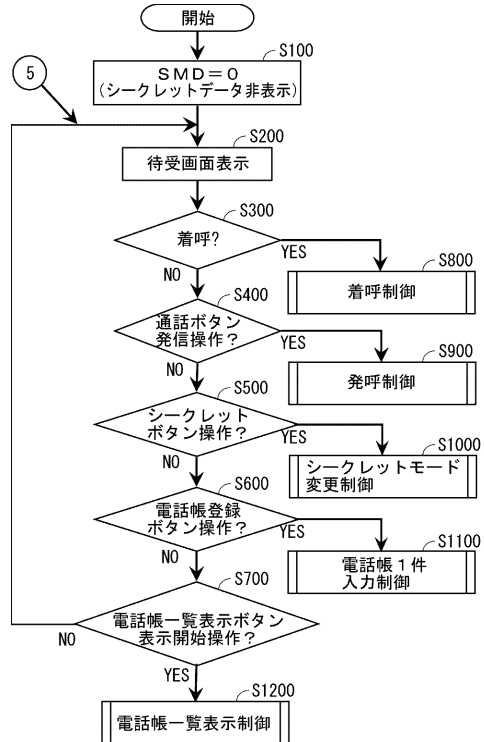 開始
S100
SMD=0
(シークレットデータ非表示)
5
S200
待受画面表示
S300
着呼?
YES
NO
S800
着呼制御
S400
通話ボタン
発信操作?
YES
NO
S900
発呼制御
S500
シークレット
ボタン操作?
YES
NO
S1000
シークレットモード
変更制御
S600
電話帳登録
ボタン操作?
YES
NO
S1100
電話帳1件
入力制御
S700
電話帳一覧表示ボタン
表示開始操作?
NO
YES
S1200
電話帳一覧表示制御